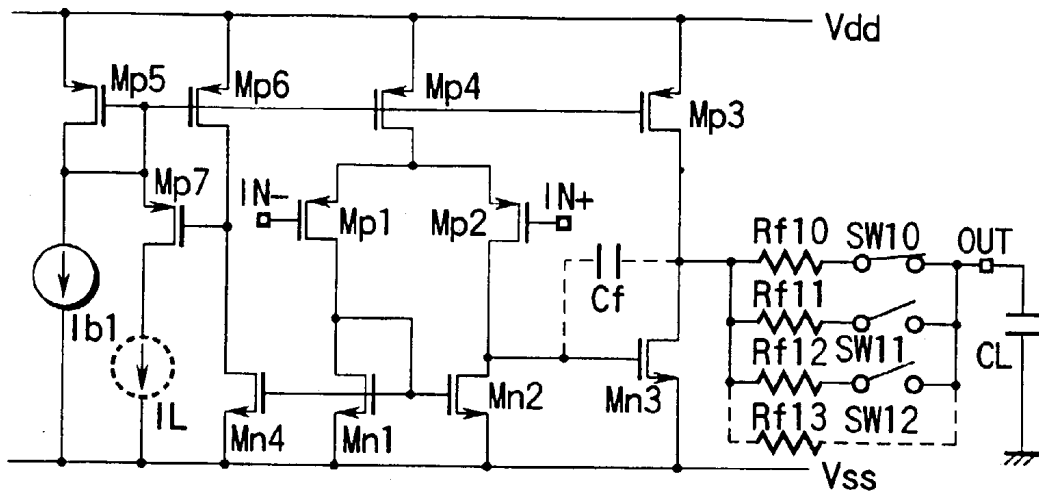 Vdd
Mp5
Mp6
Mp4
Mp3
Mp7
IN-
IN+
Mp1
Mp2
Rf10
SW10
OUT
Cf
Rf11
Ib1
Rf12
SW11
CL
IL
Mn2
Mn3
Rf13
SW12
Mn4
Mn1
Vss